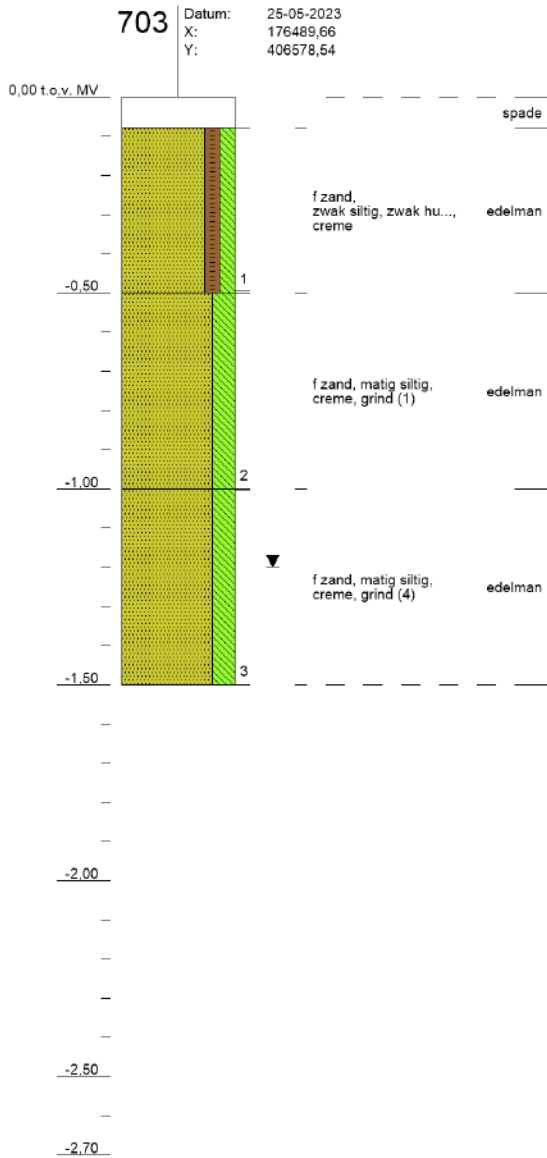 703
Datum: 25-05-2023
X: 176489,66
Y: 406578,54
0,00 t.o.v. MV
spade
f zand,
zwak siltig, zwak hu...,
creme
edelman
1
-0,50
f zand, matig siltig,
creme, grind (1)
edelman
2
-1,00
f zand, matig siltig,
creme, grind (4)
edelman
3
-1,50
-2,00
-2,50
-2,70